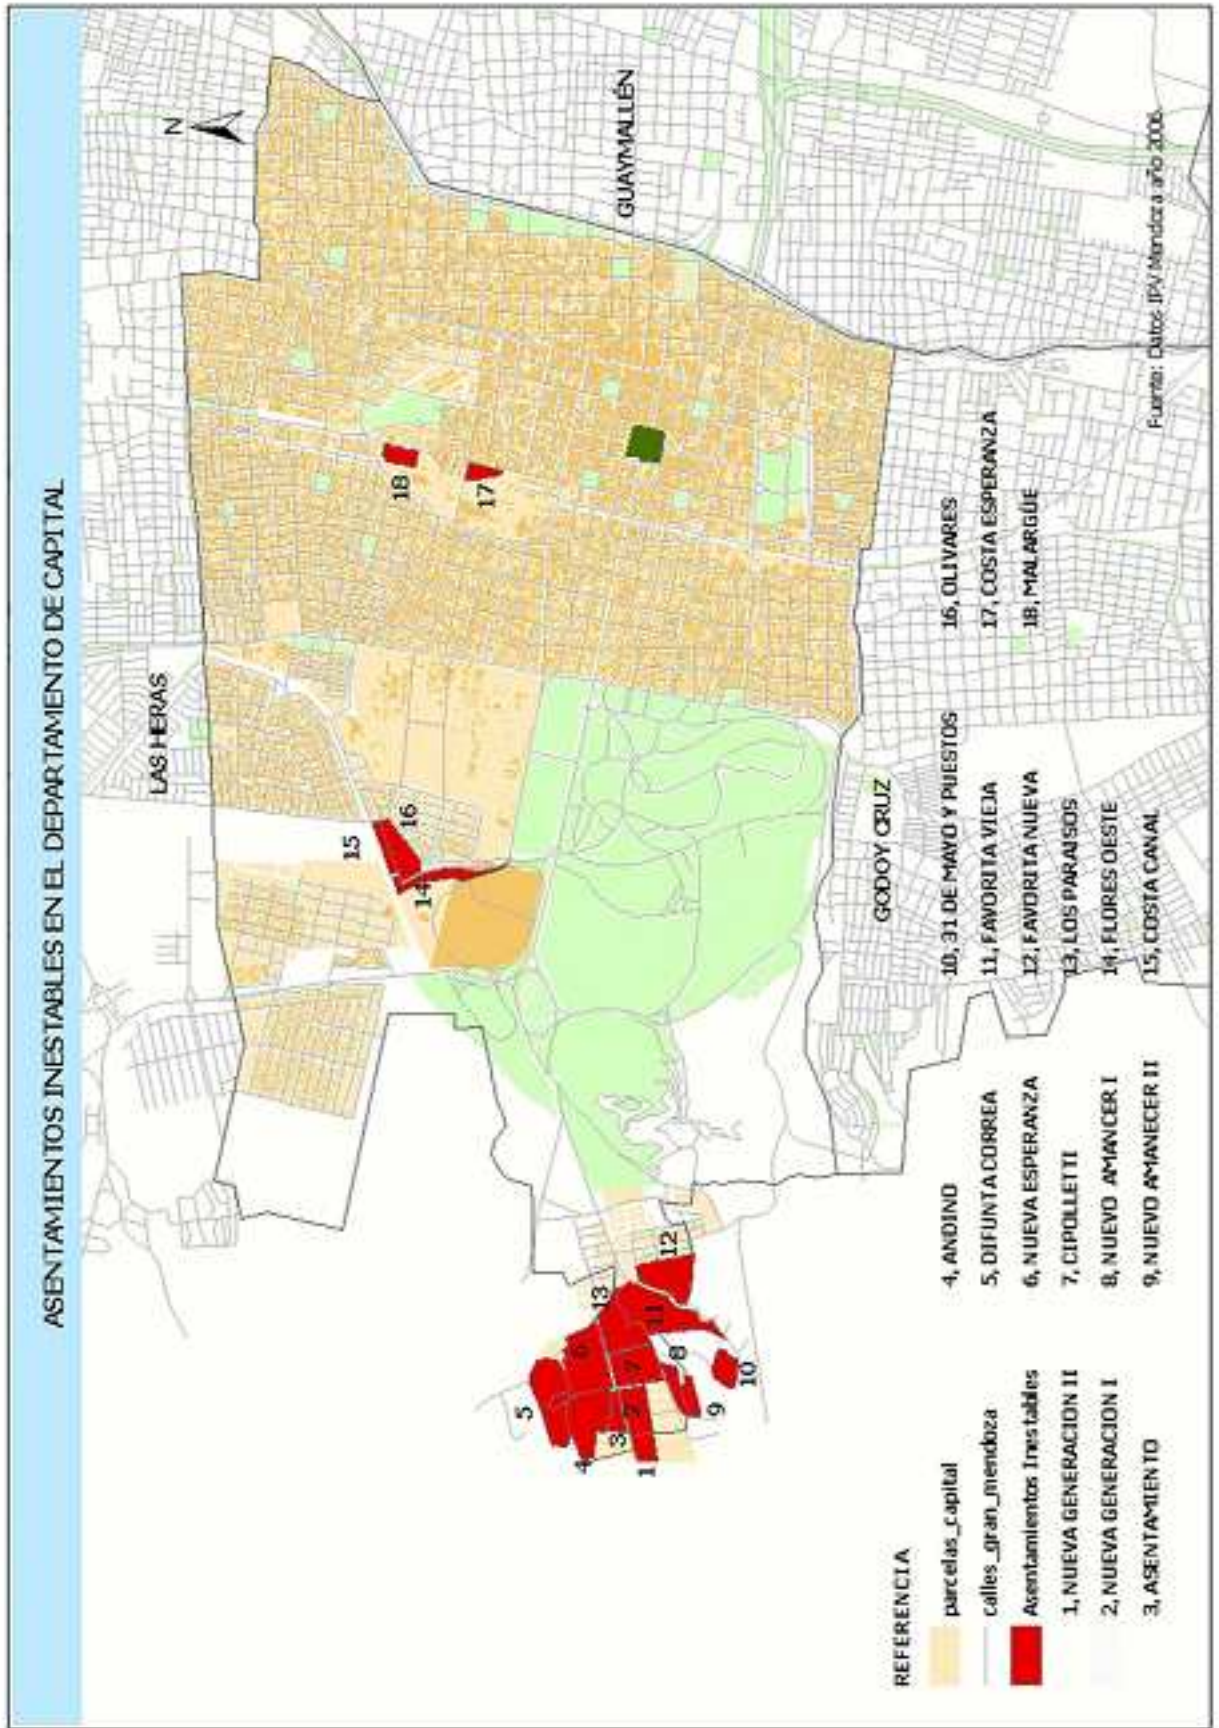 ASENTAMIENTOS INESTABLES EN EL DEPARTAMENTO DE CAPITAL
N
LAS HERAS
GUAYMALLÉN
GODOY CRUZ
15
16
14
18
17
5
4
3
1
2
6
7
13
11
12
8
9
10
REFERENCIA
parcelas_capital
calles_gran_mendoza
Asentamientos Inestables
1, NUEVA GENERACION II
2, NUEVA GENERACION I
3, ASENTAMIENTO
4, ANDINO
5, DIFUNTA CORREA
6, NUEVA ESPERANZA
7, CIPOLLETTI
8, NUEVO AMANCER I
9, NUEVO AMANECER II
10, 31 DE MAYO Y PUESTOS
11, FAVORITA VIEJA
12, FAVORITA NUEVA
13, LOS PARAISOS
14, FLORES OESTE
15, COSTA CANAL
16, OLIVARES
17, COSTA ESPERANZA
18, MALARGÜE
Fuente: Datos IPV Mendoza año 2006